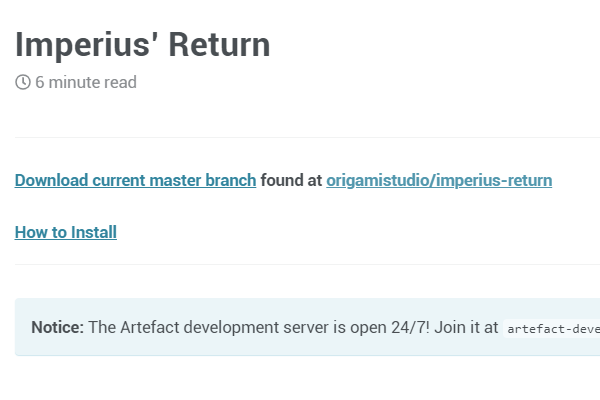 Imperius’ Return
6 minute read
Download current master branch found at origamistudio/imperius-return
How to Install
Notice: The Artefact development server is open 24/7! Join it at artefact-deve